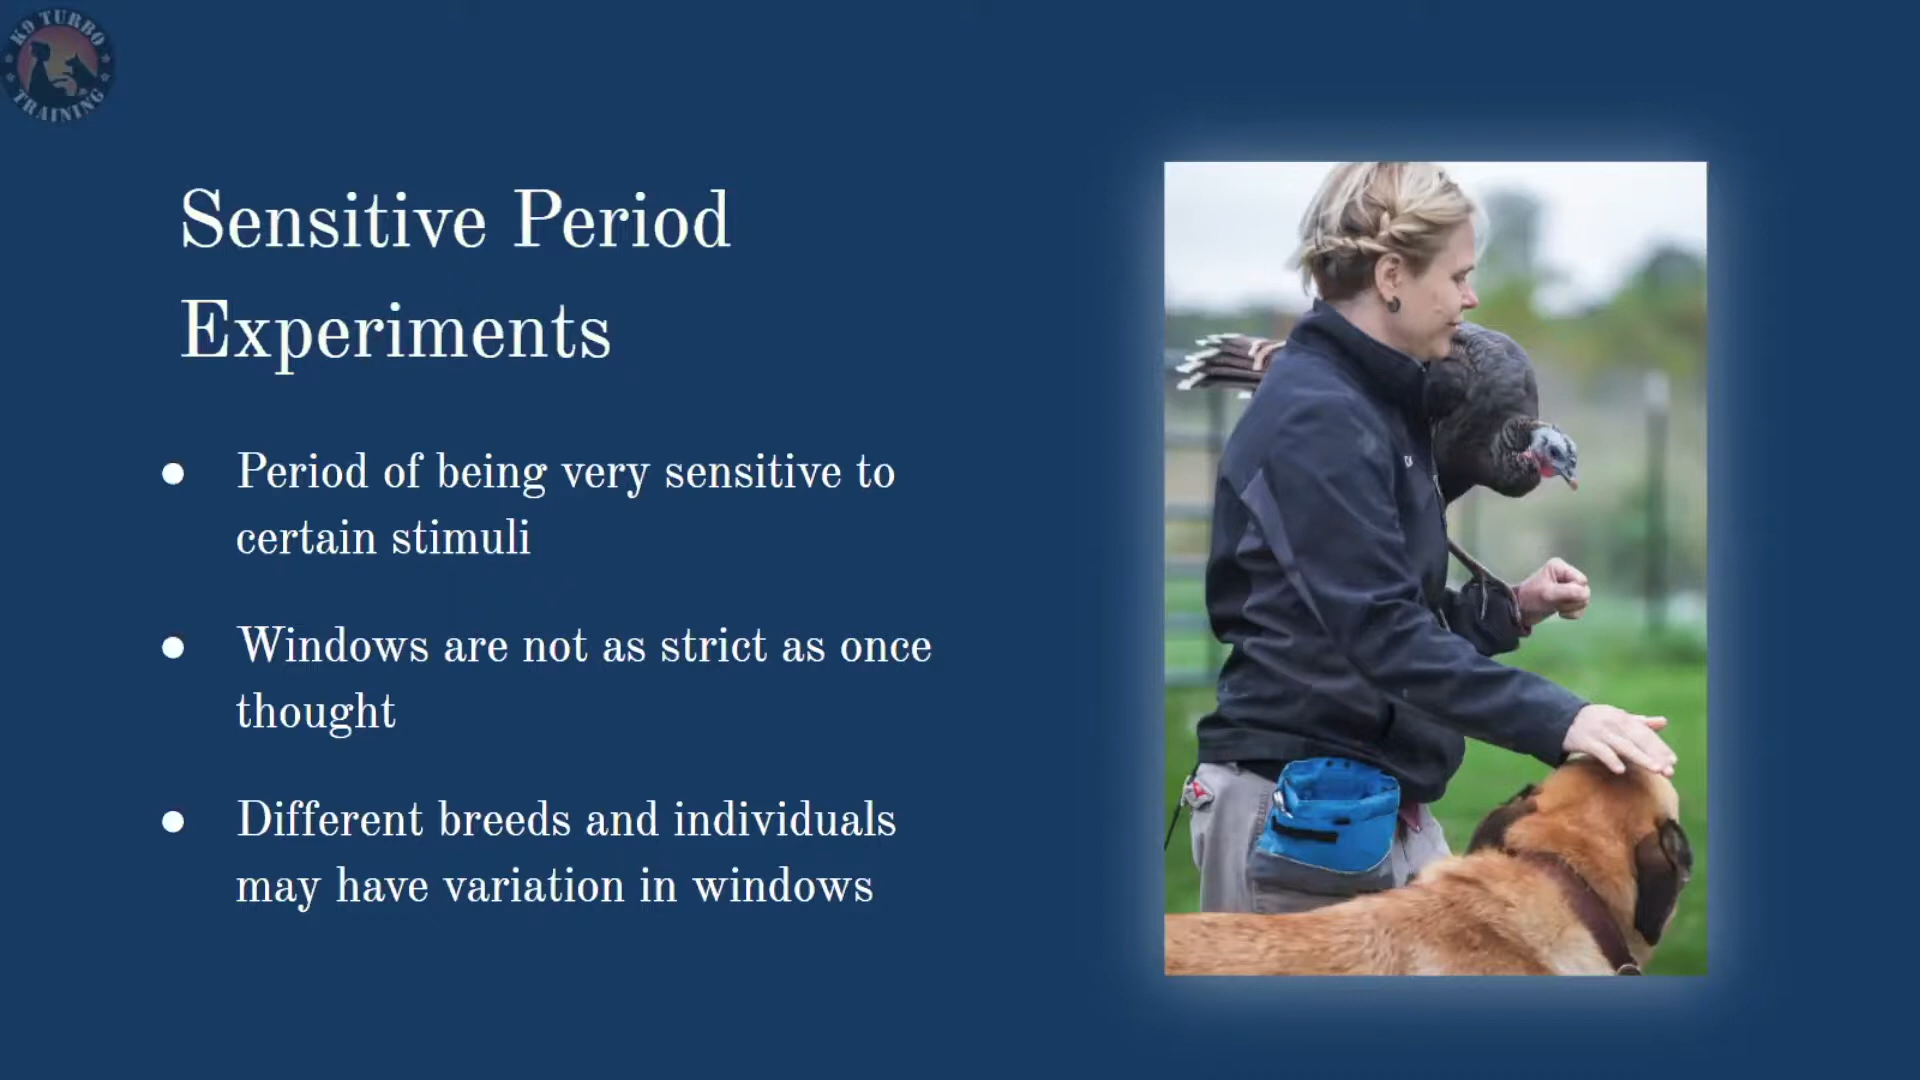 K9 TURBO
TRAINING
Sensitive Period
Experiments
● Period of being very sensitive to
certain stimuli
● Windows are not as strict as once
thought
● Different breeds and individuals
may have variation in windows